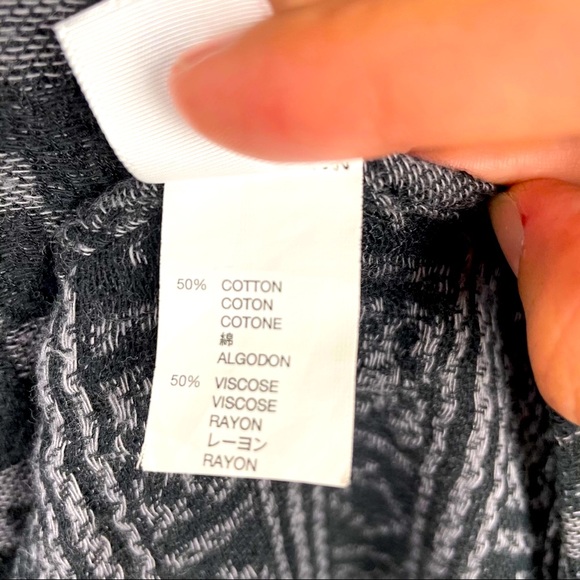 50% COTTON
COTON
COTONE
綿
ALGODON
50% VISCOSE
VISCOSE
RAYON
レーヨン
RAYON